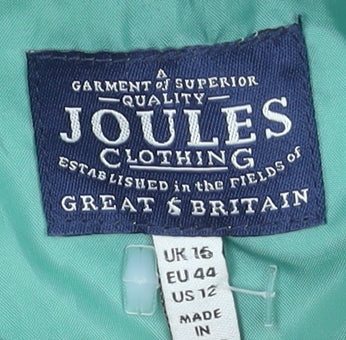 A
GARMENT of SUPERIOR
QUALITY
JOULES
CLOTHING
ESTABLISHED in the FIELDS of
GREAT BRITAIN
UK 16
EU 44
US 12
MADE
IN